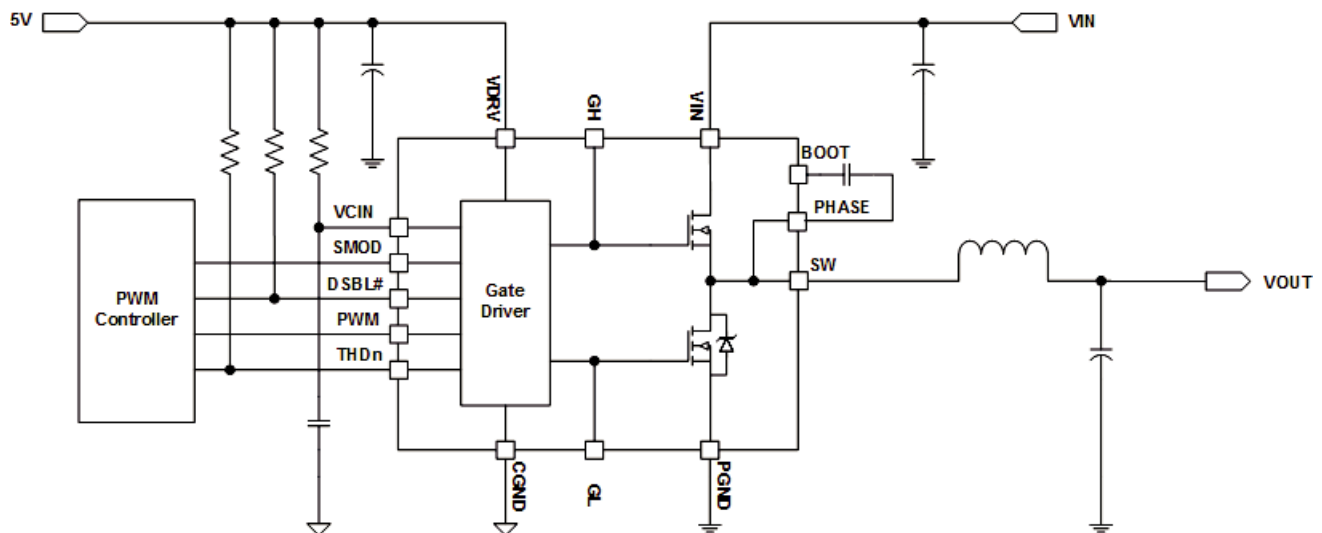 5V
VIN
VDRV
GH
VIN
BOOT
PHASE
VCIN
SMOD
DSBL#
PWM
THDn
SW
PWM
Controller
Gate
Driver
VOUT
CGND
GL
PGND